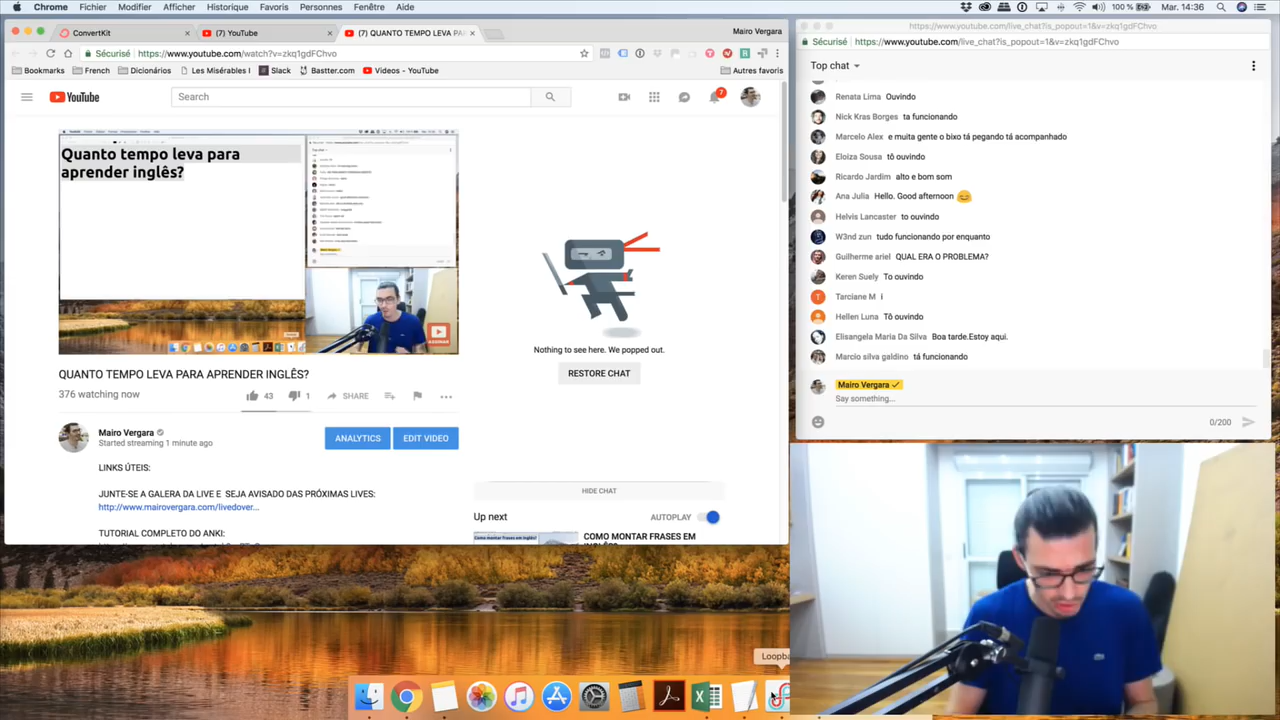 Chrome Fichier Modifier Afficher Historique Favoris Personnes Fenêtre Aide 100 % Mar. 14:36
ConvertKit
(7) YouTube
(7) QUANTO TEMPO LEVA PA
Mairo Vergara
Sécurisé https://www.youtube.com/watch?v=zkq1gdFChvo
Bookmarks French Dicionários Les Misérables I Slack Bastter.com Videos - YouTube Autres favoris
YouTube
Search
7
Quanto tempo leva para
aprender inglês?
Nothing to see here. We popped out.
RESTORE CHAT
QUANTO TEMPO LEVA PARA APRENDER INGLÊS?
376 watching now
43 1 SHARE
Mairo Vergara
Started streaming 1 minute ago
ANALYTICS EDIT VIDEO
LINKS ÚTEIS:
JUNTE-SE A GALERA DA LIVE E SEJA AVISADO DAS PRÓXIMAS LIVES:
http://www.mairovergara.com/livedover...
TUTORIAL COMPLETO DO ANKI:
HIDE CHAT
Up next AUTOPLAY
COMO MONTAR FRASES EM
https://www.youtube.com/live_chat?is_popout=1&v=zkq1gdFChvo
Sécurisé https://www.youtube.com/live_chat?is_popout=1&v=zkq1gdFChvo
Top chat
Renata Lima Ouvindo
Nick Kras Borges ta funcionando
Marcelo Alex e muita gente o bixo tá pegando tá acompanhado
Eloiza Sousa tô ouvindo
Ricardo Jardim alto e bom som
Ana Julia Hello. Good afternoon
Helvis Lancaster to ouvindo
W3nd zun tudo funcionando por enquanto
Guilherme ariel QUAL ERA O PROBLEMA?
Keren Suely To ouvindo
T Tarciane M i
Hellen Luna Tô ouvindo
Elisangela Maria Da Silva Boa tarde.Estoy aqui.
Marcio silva galdino tá funcionando
Mairo Vergara
Say something...
0/200
Loopba